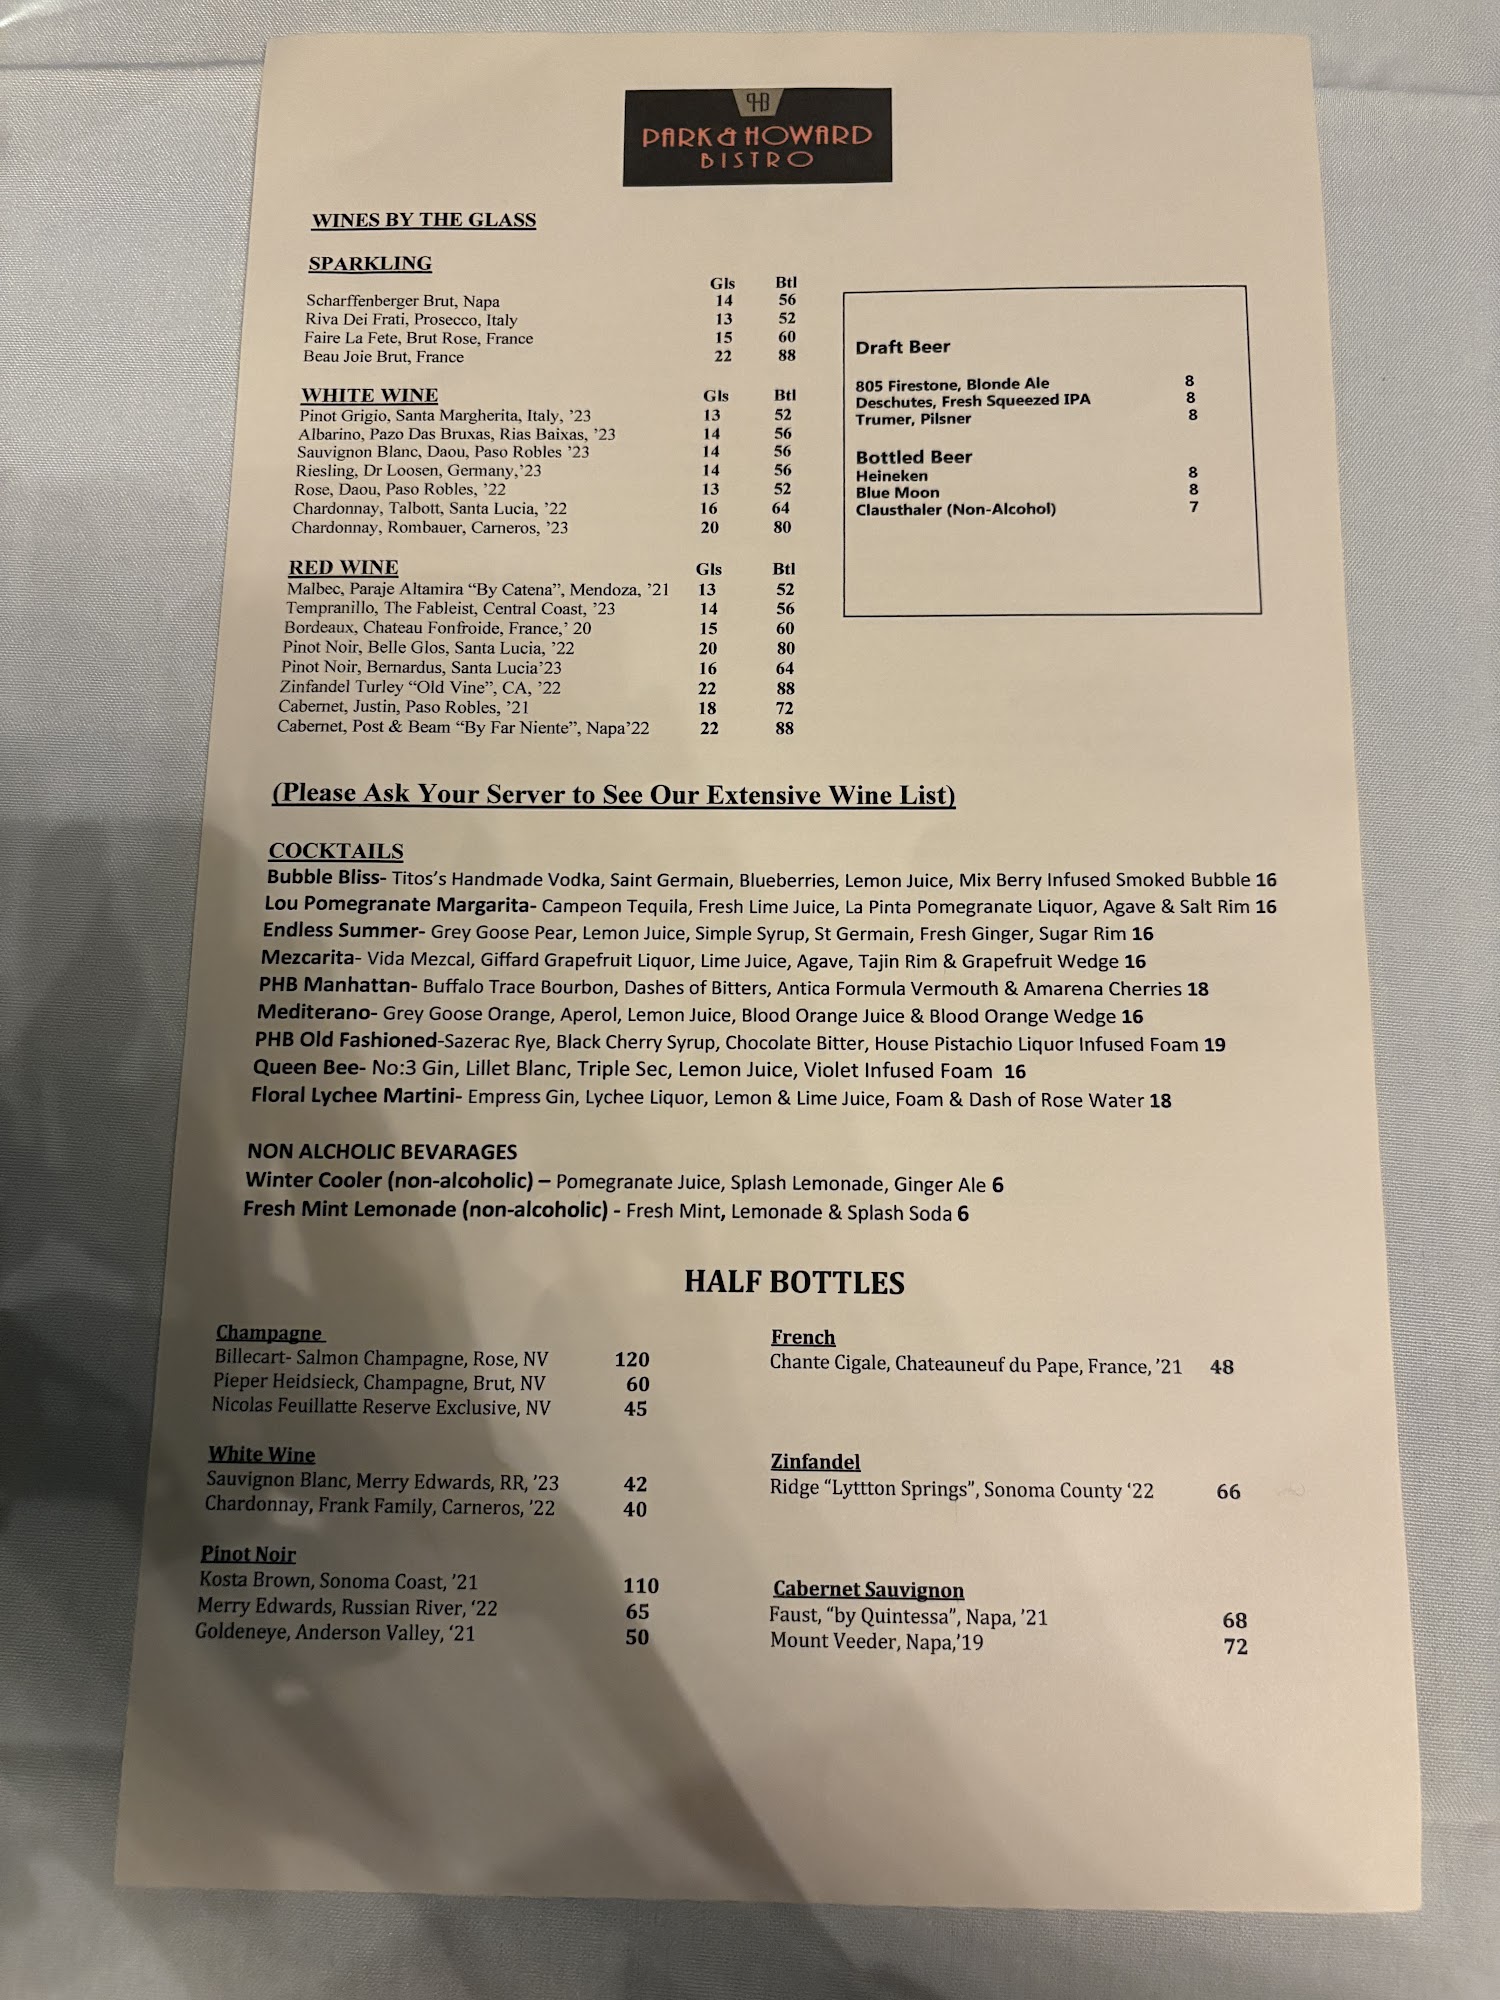 PHB
PARK & HOWARD
BISTRO
WINES BY THE GLASS
SPARKLING
Gls Btl
Scharffenberger Brut, Napa 14 56
Riva Dei Frati, Prosecco, Italy 13 52
Faire La Fete, Brut Rose, France 15 60
Beau Joie Brut, France 22 88
WHITE WINE Gls Btl
Pinot Grigio, Santa Margherita, Italy, ’23 13 52
Albarino, Pazo Das Bruxas, Rias Baixas, ’23 14 56
Sauvignon Blanc, Daou, Paso Robles ’23 14 56
Riesling, Dr Loosen, Germany,’23 14 56
Rose, Daou, Paso Robles, ’22 13 52
Chardonnay, Talbott, Santa Lucia, ’22 16 64
Chardonnay, Rombauer, Carneros, ’23 20 80
RED WINE Gls Btl
Malbec, Paraje Altamira “By Catena”, Mendoza, ’21 13 52
Tempranillo, The Fableist, Central Coast, ’23 14 56
Bordeaux, Chateau Fonfroide, France,’ 20 15 60
Pinot Noir, Belle Glos, Santa Lucia, ’22 20 80
Pinot Noir, Bernardus, Santa Lucia’23 16 64
Zinfandel Turley “Old Vine”, CA, ’22 22 88
Cabernet, Justin, Paso Robles, ’21 18 72
Cabernet, Post & Beam “By Far Niente”, Napa’22 22 88
Draft Beer
805 Firestone, Blonde Ale 8
Deschutes, Fresh Squeezed IPA 8
Trumer, Pilsner 8
Bottled Beer
Heineken 8
Blue Moon 8
Clausthaler (Non-Alcohol) 7
(Please Ask Your Server to See Our Extensive Wine List)
COCKTAILS
Bubble Bliss- Titos’s Handmade Vodka, Saint Germain, Blueberries, Lemon Juice, Mix Berry Infused Smoked Bubble 16
Lou Pomegranate Margarita- Campeon Tequila, Fresh Lime Juice, La Pinta Pomegranate Liquor, Agave & Salt Rim 16
Endless Summer- Grey Goose Pear, Lemon Juice, Simple Syrup, St Germain, Fresh Ginger, Sugar Rim 16
Mezcarita- Vida Mezcal, Giffard Grapefruit Liquor, Lime Juice, Agave, Tajin Rim & Grapefruit Wedge 16
PHB Manhattan- Buffalo Trace Bourbon, Dashes of Bitters, Antica Formula Vermouth & Amarena Cherries 18
Mediterano- Grey Goose Orange, Aperol, Lemon Juice, Blood Orange Juice & Blood Orange Wedge 16
PHB Old Fashioned-Sazerac Rye, Black Cherry Syrup, Chocolate Bitter, House Pistachio Liquor Infused Foam 19
Queen Bee- No:3 Gin, Lillet Blanc, Triple Sec, Lemon Juice, Violet Infused Foam 16
Floral Lychee Martini- Empress Gin, Lychee Liquor, Lemon & Lime Juice, Foam & Dash of Rose Water 18
NON ALCHOLIC BEVARAGES
Winter Cooler (non-alcoholic) – Pomegranate Juice, Splash Lemonade, Ginger Ale 6
Fresh Mint Lemonade (non-alcoholic) - Fresh Mint, Lemonade & Splash Soda 6
HALF BOTTLES
Champagne
Billecart- Salmon Champagne, Rose, NV 120
Pieper Heidsieck, Champagne, Brut, NV 60
Nicolas Feuillatte Reserve Exclusive, NV 45
White Wine
Sauvignon Blanc, Merry Edwards, RR, ’23 42
Chardonnay, Frank Family, Carneros, ’22 40
Pinot Noir
Kosta Brown, Sonoma Coast, ’21 110
Merry Edwards, Russian River, ‘22 65
Goldeneye, Anderson Valley, ‘21 50
French
Chante Cigale, Chateauneuf du Pape, France, ’21 48
Zinfandel
Ridge “Lyttton Springs”, Sonoma County ‘22 66
Cabernet Sauvignon
Faust, “by Quintessa”, Napa, ’21 68
Mount Veeder, Napa,’19 72